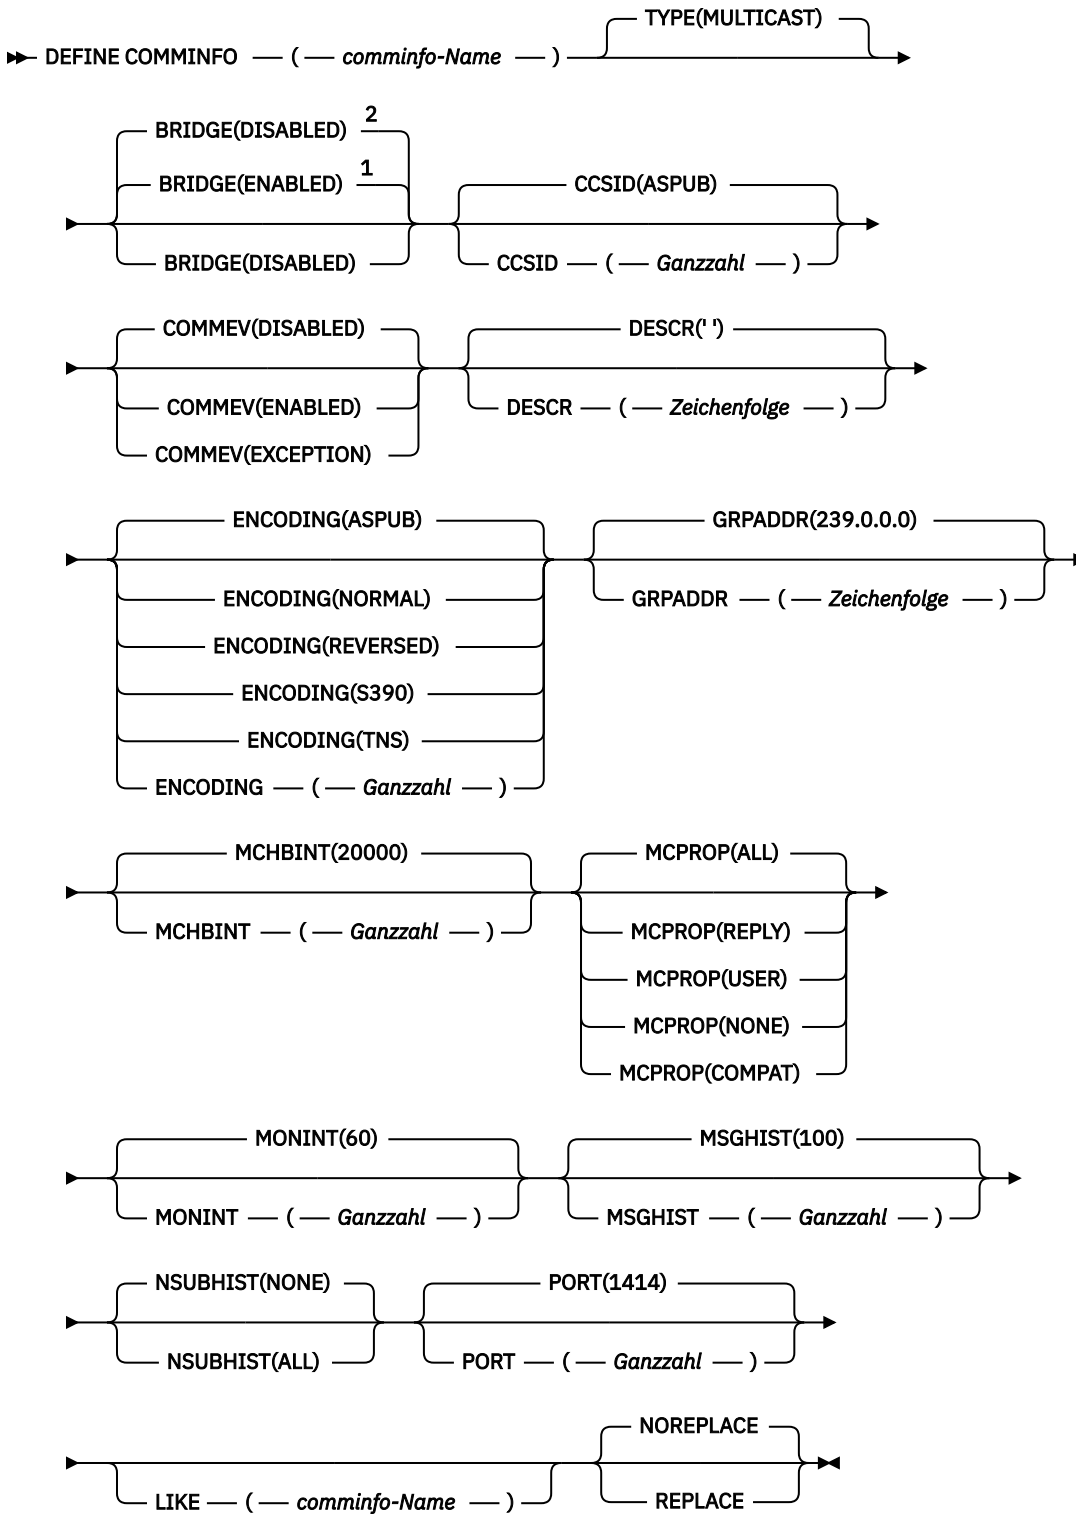 TYPE(MULTICAST)
DEFINE COMMINFO ( comminfo-Name )
BRIDGE(DISABLED) 2
BRIDGE(ENABLED) 1 CCSID(ASPUB)
BRIDGE(DISABLED) CCSID ( Ganzzahl )
COMMEV(DISABLED) DESCR(' ')
COMMEV(ENABLED) DESCR ( Zeichenfolge )
COMMEV(EXCEPTION)
ENCODING(ASPUB) GRPADDR(239.0.0.0)
ENCODING(NORMAL) GRPADDR ( Zeichenfolge )
ENCODING(REVERSED)
ENCODING(S390)
ENCODING(TNS)
ENCODING ( Ganzzahl )
MCHBINT(20000) MCPROP(ALL)
MCHBINT ( Ganzzahl ) MCPROP(REPLY)
MCPROP(USER)
MCPROP(NONE)
MCPROP(COMPAT)
MONINT(60) MSGHIST(100)
MONINT ( Ganzzahl ) MSGHIST ( Ganzzahl )
NSUBHIST(NONE) PORT(1414)
NSUBHIST(ALL) PORT ( Ganzzahl )
NOREPLACE
LIKE ( comminfo-Name ) REPLACE